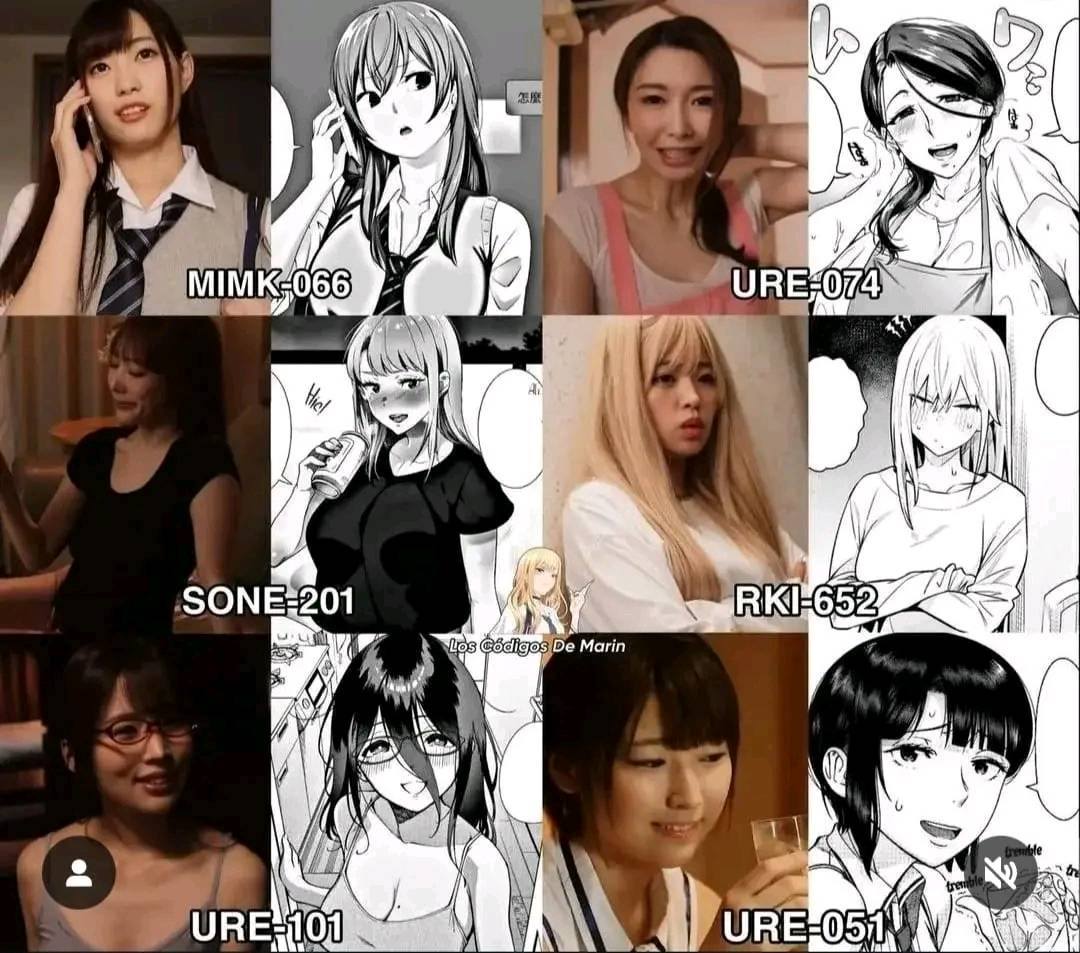 怎麼
MIMK-066
URE-074
Hic!
SONE-201
RKI-652
Los Códigos De Marin
URE-101
tremble
tremble
URE-051